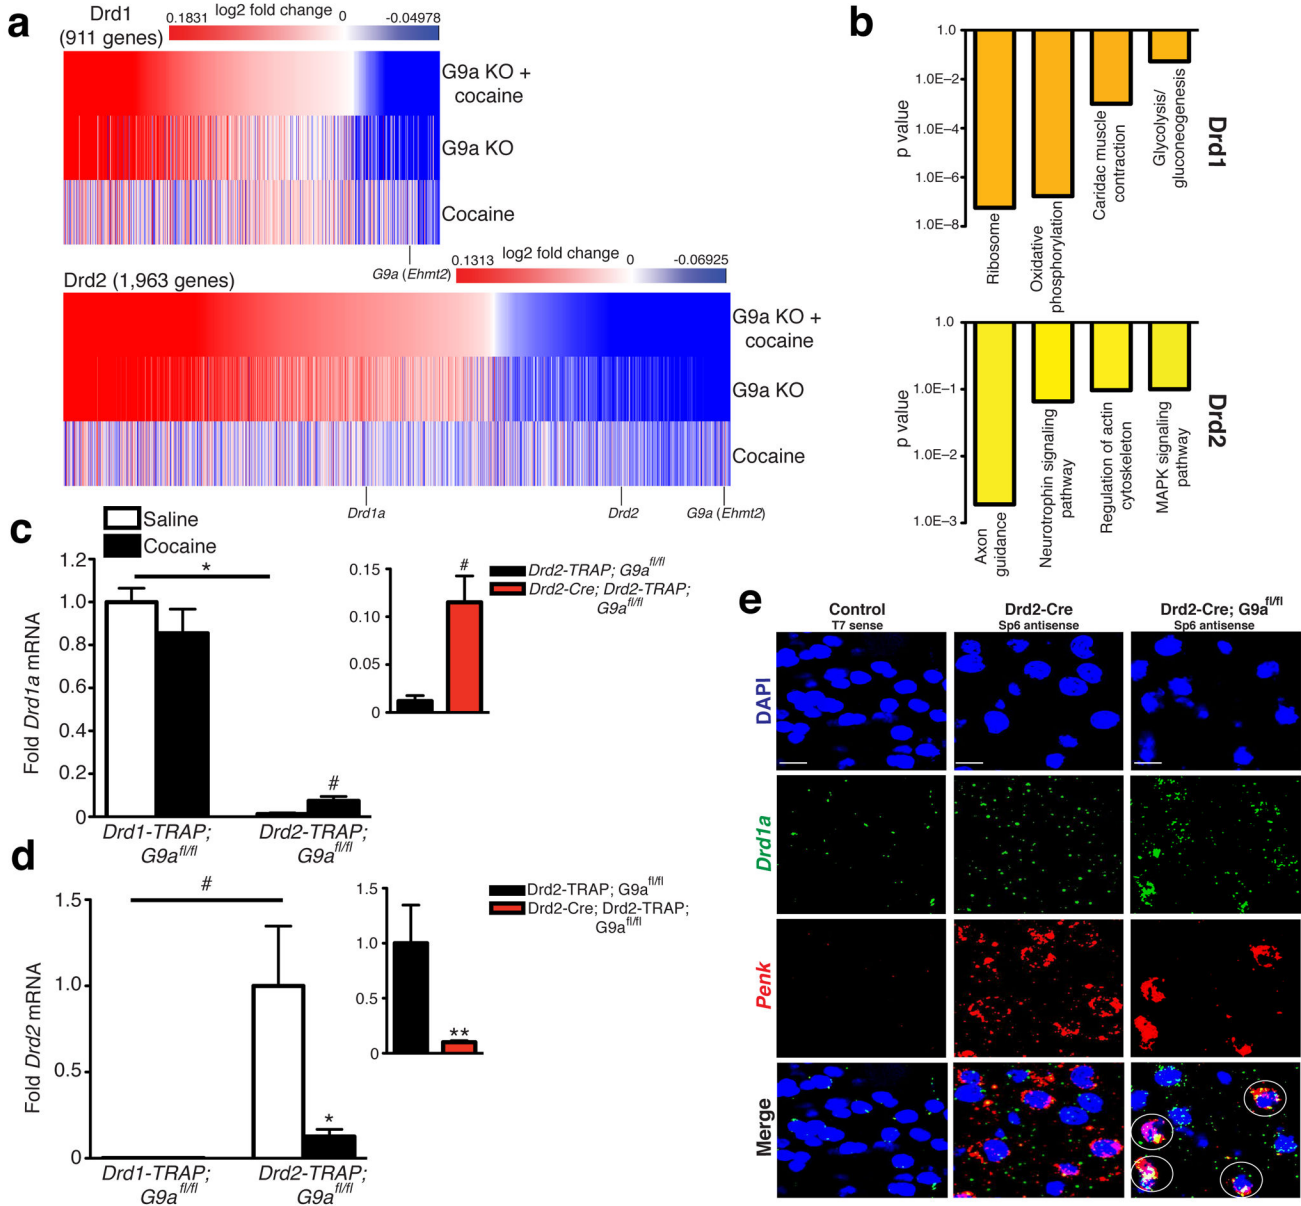 a
Drd1
(911 genes)
0.1831
log2 fold change
0
-0.04978
G9a KO +
cocaine
G9a KO
Cocaine
G9a (Ehmt2)
Drd2 (1,963 genes)
0.1313
log2 fold change
0
-0.06925
G9a KO +
cocaine
G9a KO
Cocaine
Drd1a
Drd2
G9a (Ehmt2)
b
p value
1.0
1.0E–2
1.0E–4
1.0E–6
1.0E–8
Ribosome
Oxidative
phosphorylation
Caridac muscle
contraction
Glycolysis/
gluconeogenesis
Drd1
p value
1.0
1.0E–1
1.0E–2
1.0E–3
Axon
guidance
Neurotrophin signaling
pathway
Regulation of actin
cytoskeleton
MAPK signaling
pathway
Drd2
c
Saline
Cocaine
Fold Drd1a mRNA
1.2
1.0
0.8
0.6
0.4
0.2
0
*
#
Drd1-TRAP;
G9afl/fl
Drd2-TRAP;
G9afl/fl
0.15
0.10
0.05
0
#
Drd2-TRAP; G9afl/fl
Drd2-Cre; Drd2-TRAP;
G9afl/fl
d
Fold Drd2 mRNA
1.5
1.0
0.5
0
#
*
Drd1-TRAP;
G9afl/fl
Drd2-TRAP;
G9afl/fl
1.5
1.0
0.5
0
**
Drd2-TRAP; G9afl/fl
Drd2-Cre; Drd2-TRAP;
G9afl/fl
e
Control
T7 sense
Drd2-Cre
Sp6 antisense
Drd2-Cre; G9afl/fl
Sp6 antisense
DAPI
Drd1a
Penk
Merge